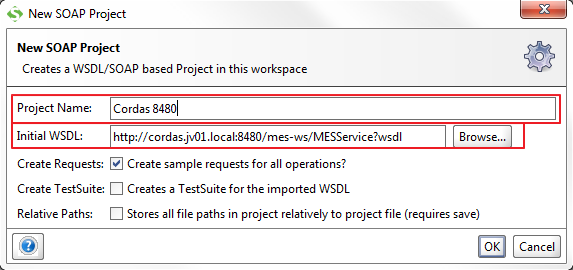 New SOAP Project
New SOAP Project
Creates a WSDL/SOAP based Project in this workspace
Project Name: Cordas 8480
Initial WSDL: http://cordas.jv01.local:8480/mes-ws/MESService?wsdl Browse...
Create Requests: Create sample requests for all operations?
Create TestSuite: Creates a TestSuite for the imported WSDL
Relative Paths: Stores all file paths in project relatively to project file (requires save)
? OK Cancel